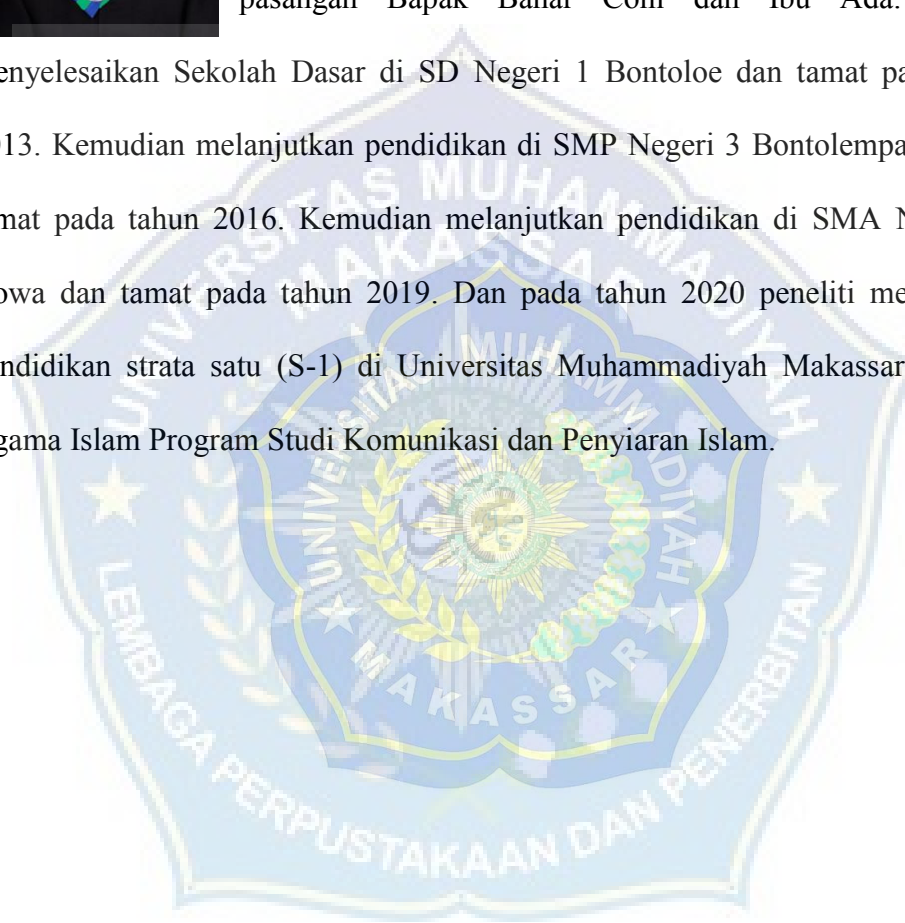 pasangan Bapak Bahar Coni dan Ibu Ada.
enyelesaikan Sekolah Dasar di SD Negeri 1 Bontoloe dan tamat pa
013. Kemudian melanjutkan pendidikan di SMP Negeri 3 Bontolempa
mat pada tahun 2016. Kemudian melanjutkan pendidikan di SMA N
owa dan tamat pada tahun 2019. Dan pada tahun 2020 peneliti me
ndidikan strata satu (S-1) di Universitas Muhammadiyah Makassar
gama Islam Program Studi Komunikasi dan Penyiaran Islam.
UNIVERSITAS MUHAMMADIYAH
MAKASSAR
UNIVERSITAS MUHAMMADIYAH
MAKASSAR
LEMBAGA PERPUSTAKAAN DAN PENERBITAN